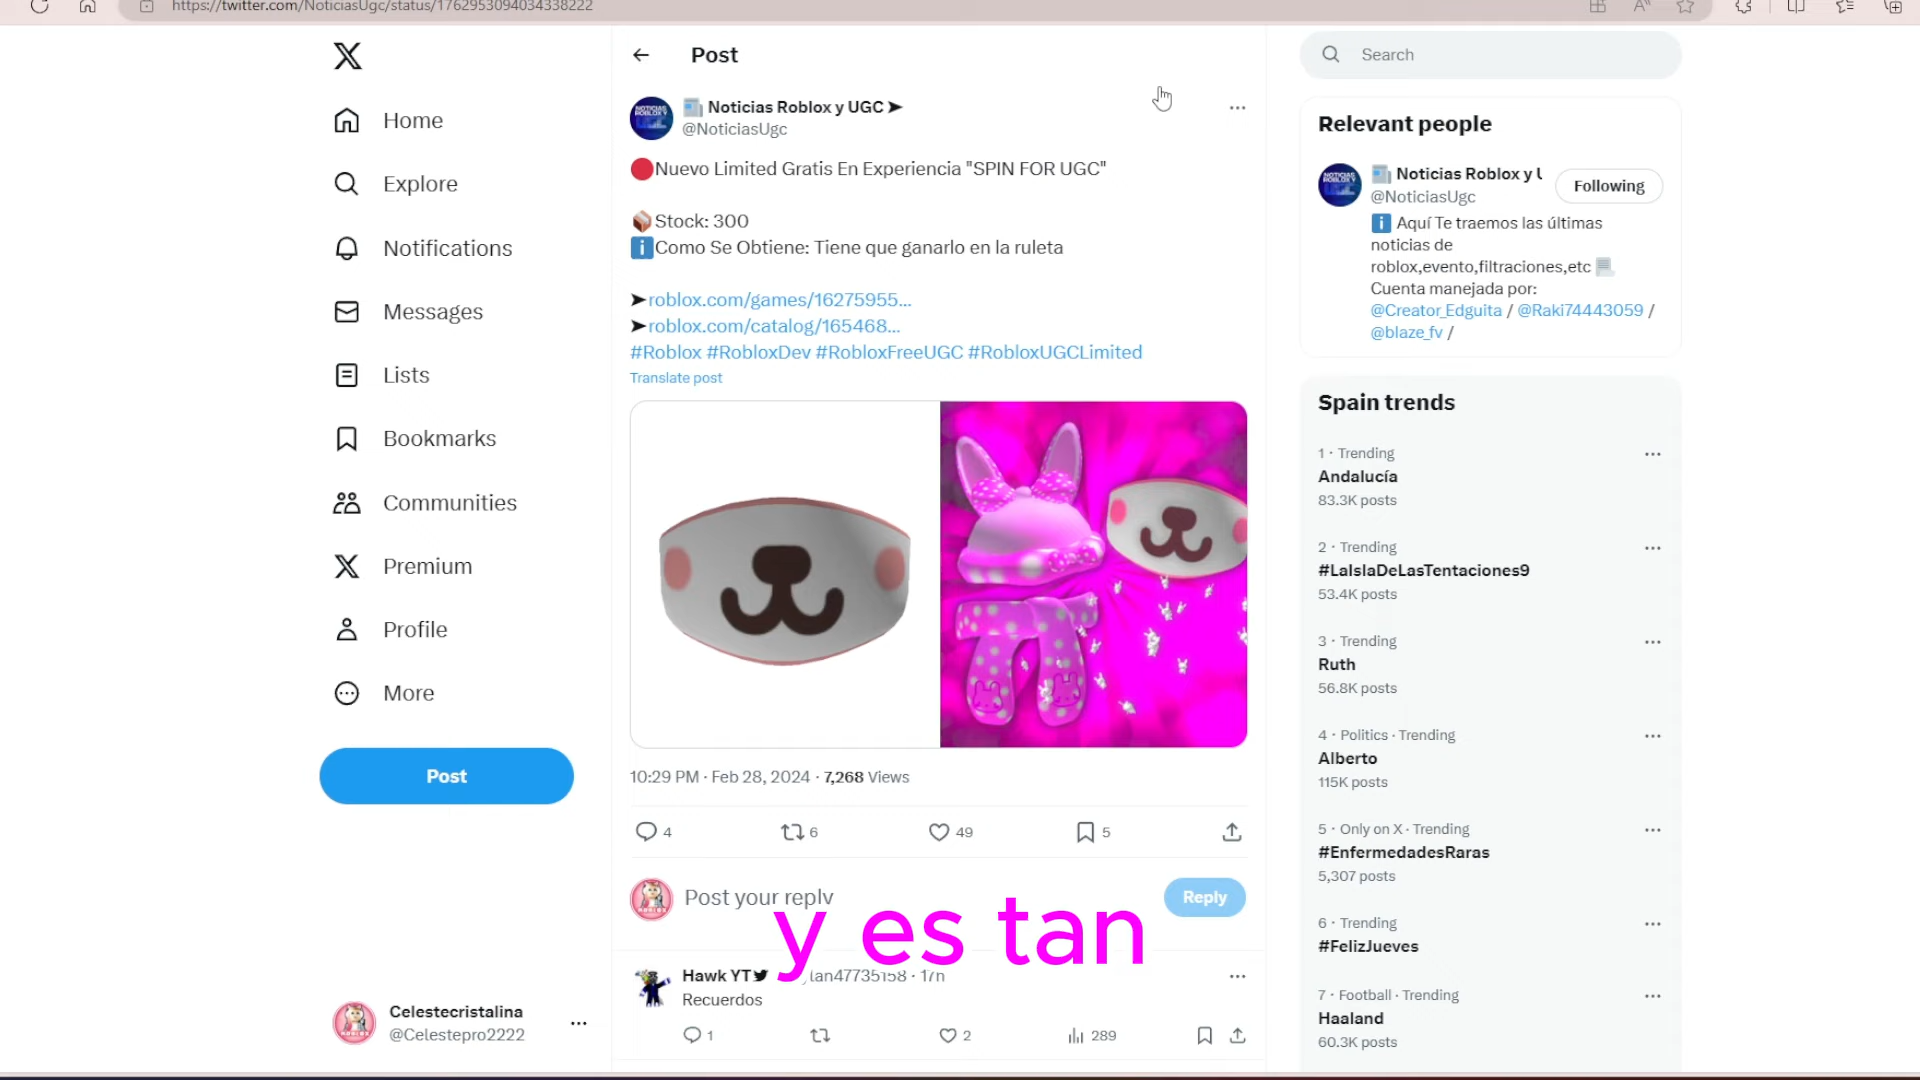 https://twitter.com/NoticiasUgc/status/1762953094034338222
Home
Explore
Notifications
Messages
Lists
Bookmarks
Communities
Premium
Profile
More
Post
Celestecristalina
@Celestepro2222
Post
Noticias Roblox y UGC ➤
@NoticiasUgc
Nuevo Limited Gratis En Experiencia "SPIN FOR UGC"
Stock: 300
Como Se Obtiene: Tiene que ganarlo en la ruleta
➤roblox.com/games/16275955...
➤roblox.com/catalog/165468...
#Roblox #RobloxDev #RobloxFreeUGC #RobloxUGCLimited
Translate post
10:29 PM · Feb 28, 2024 · 7,268 Views
4 6 49 5
Post your reply
Reply
y es tan
Hawk YT lan47735158 · 17h
Recuerdos
1 2 289
Search
Relevant people
Noticias Roblox y U
@NoticiasUgc
Following
Aquí Te traemos las últimas
noticias de
roblox,evento,filtraciones,etc
Cuenta manejada por:
@Creator_Edguita / @Raki74443059 /
@blaze_fv /
Spain trends
1 · Trending
Andalucía
83.3K posts
2 · Trending
#LaIslaDeLasTentaciones9
53.4K posts
3 · Trending
Ruth
56.8K posts
4 · Politics · Trending
Alberto
115K posts
5 · Only on X · Trending
#EnfermedadesRaras
5,307 posts
6 · Trending
#FelizJueves
7 · Football · Trending
Haaland
60.3K posts